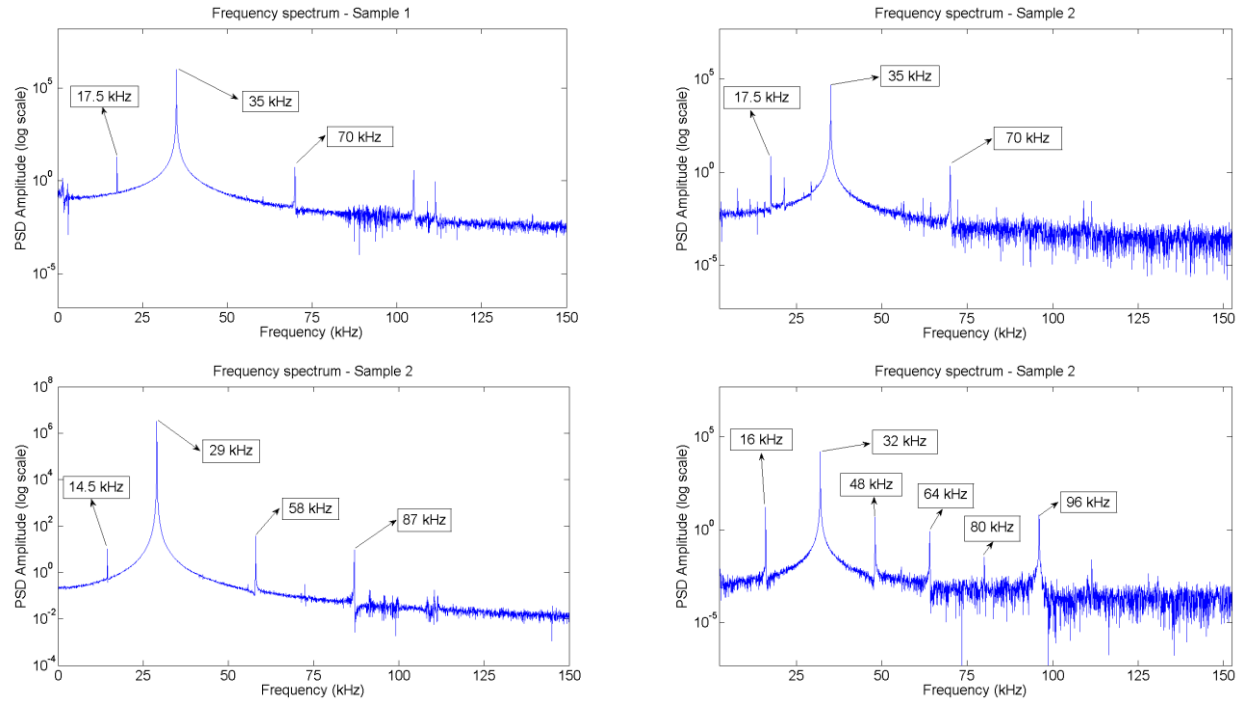 Frequency spectrum - Sample 1
PSD Amplitude (log scale)
10^5
10^0
10^-5
17.5 kHz
35 kHz
70 kHz
0 25 50 75 100 125 150
Frequency (kHz)
Frequency spectrum - Sample 2
PSD Amplitude (log scale)
10^5
10^0
10^-5
17.5 kHz
35 kHz
70 kHz
25 50 75 100 125 150
Frequency (kHz)
Frequency spectrum - Sample 2
PSD Amplitude (log scale)
10^8
10^6
10^4
10^2
10^0
10^-2
10^-4
14.5 kHz
29 kHz
58 kHz
87 kHz
0 25 50 75 100 125 150
Frequency (kHz)
Frequency spectrum - Sample 2
PSD Amplitude (log scale)
10^5
10^0
10^-5
16 kHz
32 kHz
48 kHz
64 kHz
80 kHz
96 kHz
25 50 75 100 125 150
Frequency (kHz)